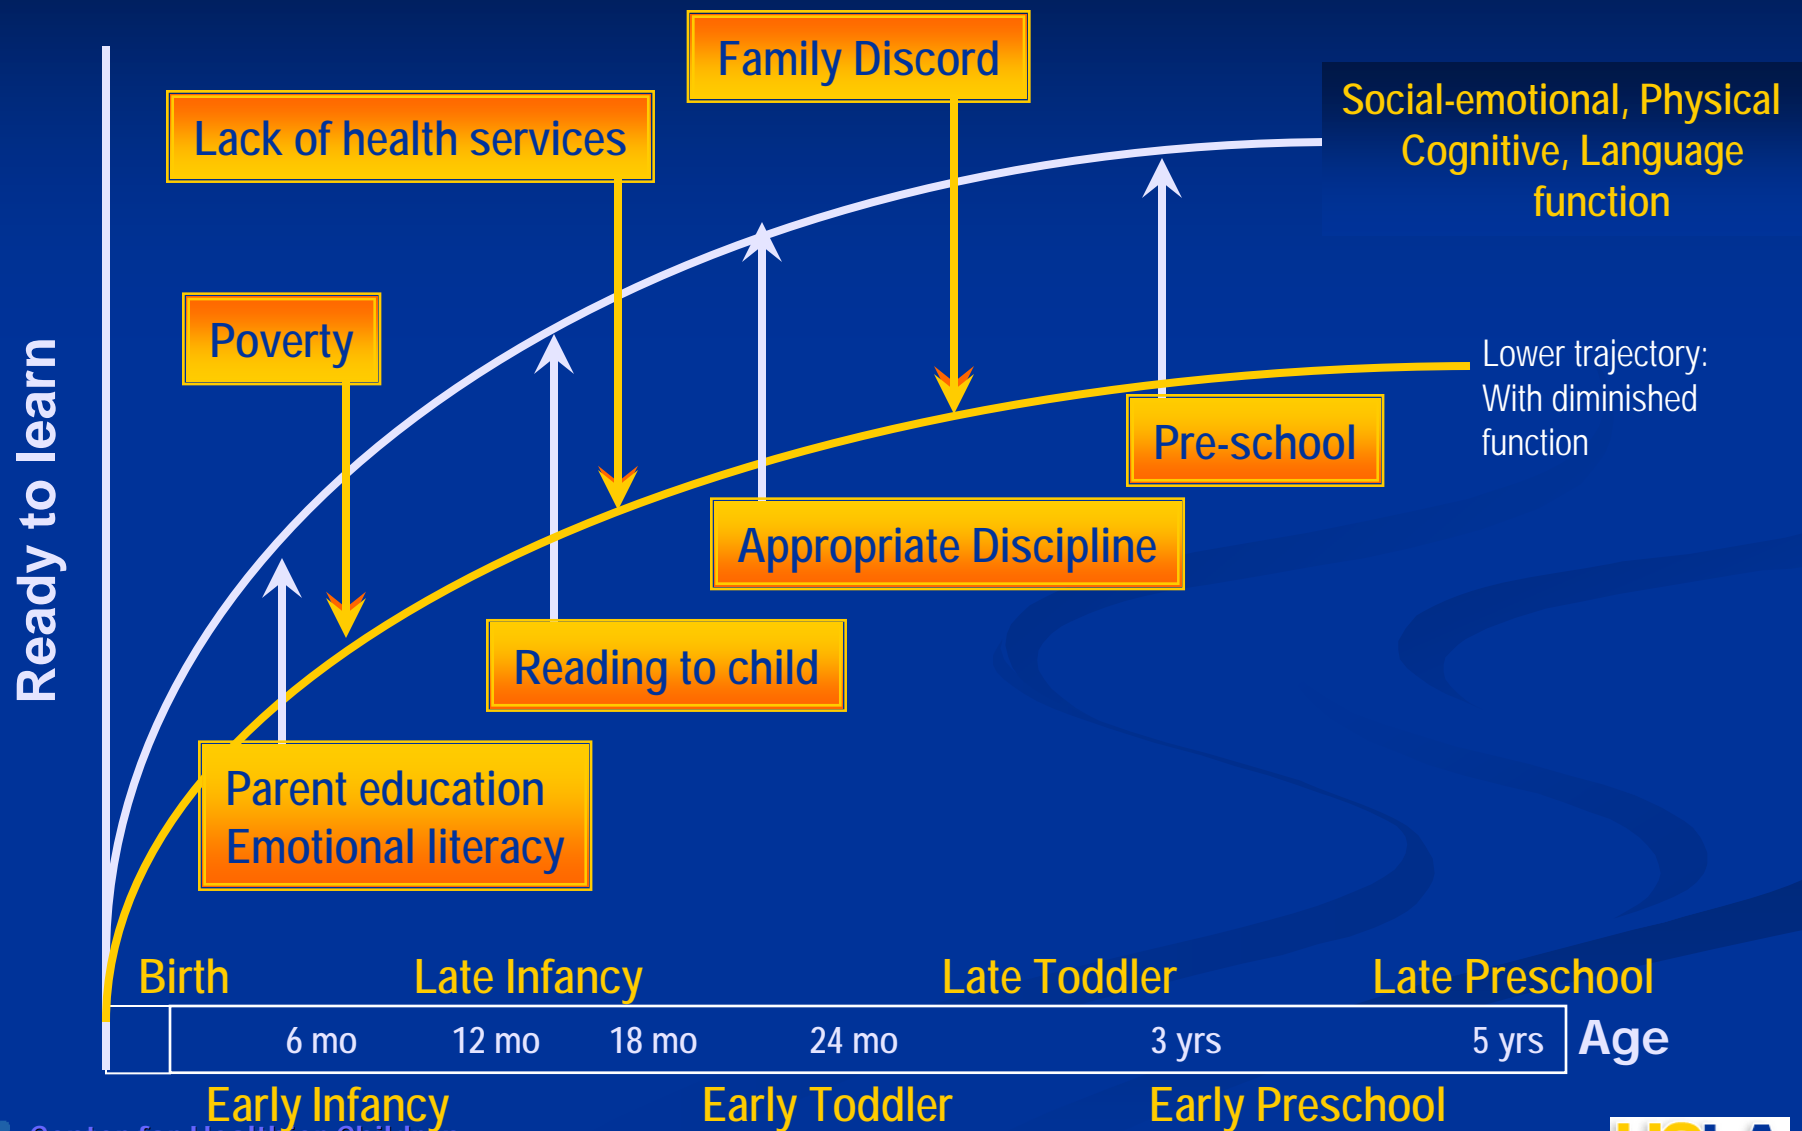 Family Discord
Lack of health services
Social-emotional, Physical
Cognitive, Language
function
Poverty
Ready to learn
Lower trajectory:
With diminished
function
Pre-school
Appropriate Discipline
Reading to child
Parent education
Emotional literacy
Birth
Late Infancy
Late Toddler
Late Preschool
6 mo
12 mo
18 mo
24 mo
3 yrs
5 yrs
Age
Early Infancy
Early Toddler
Early Preschool